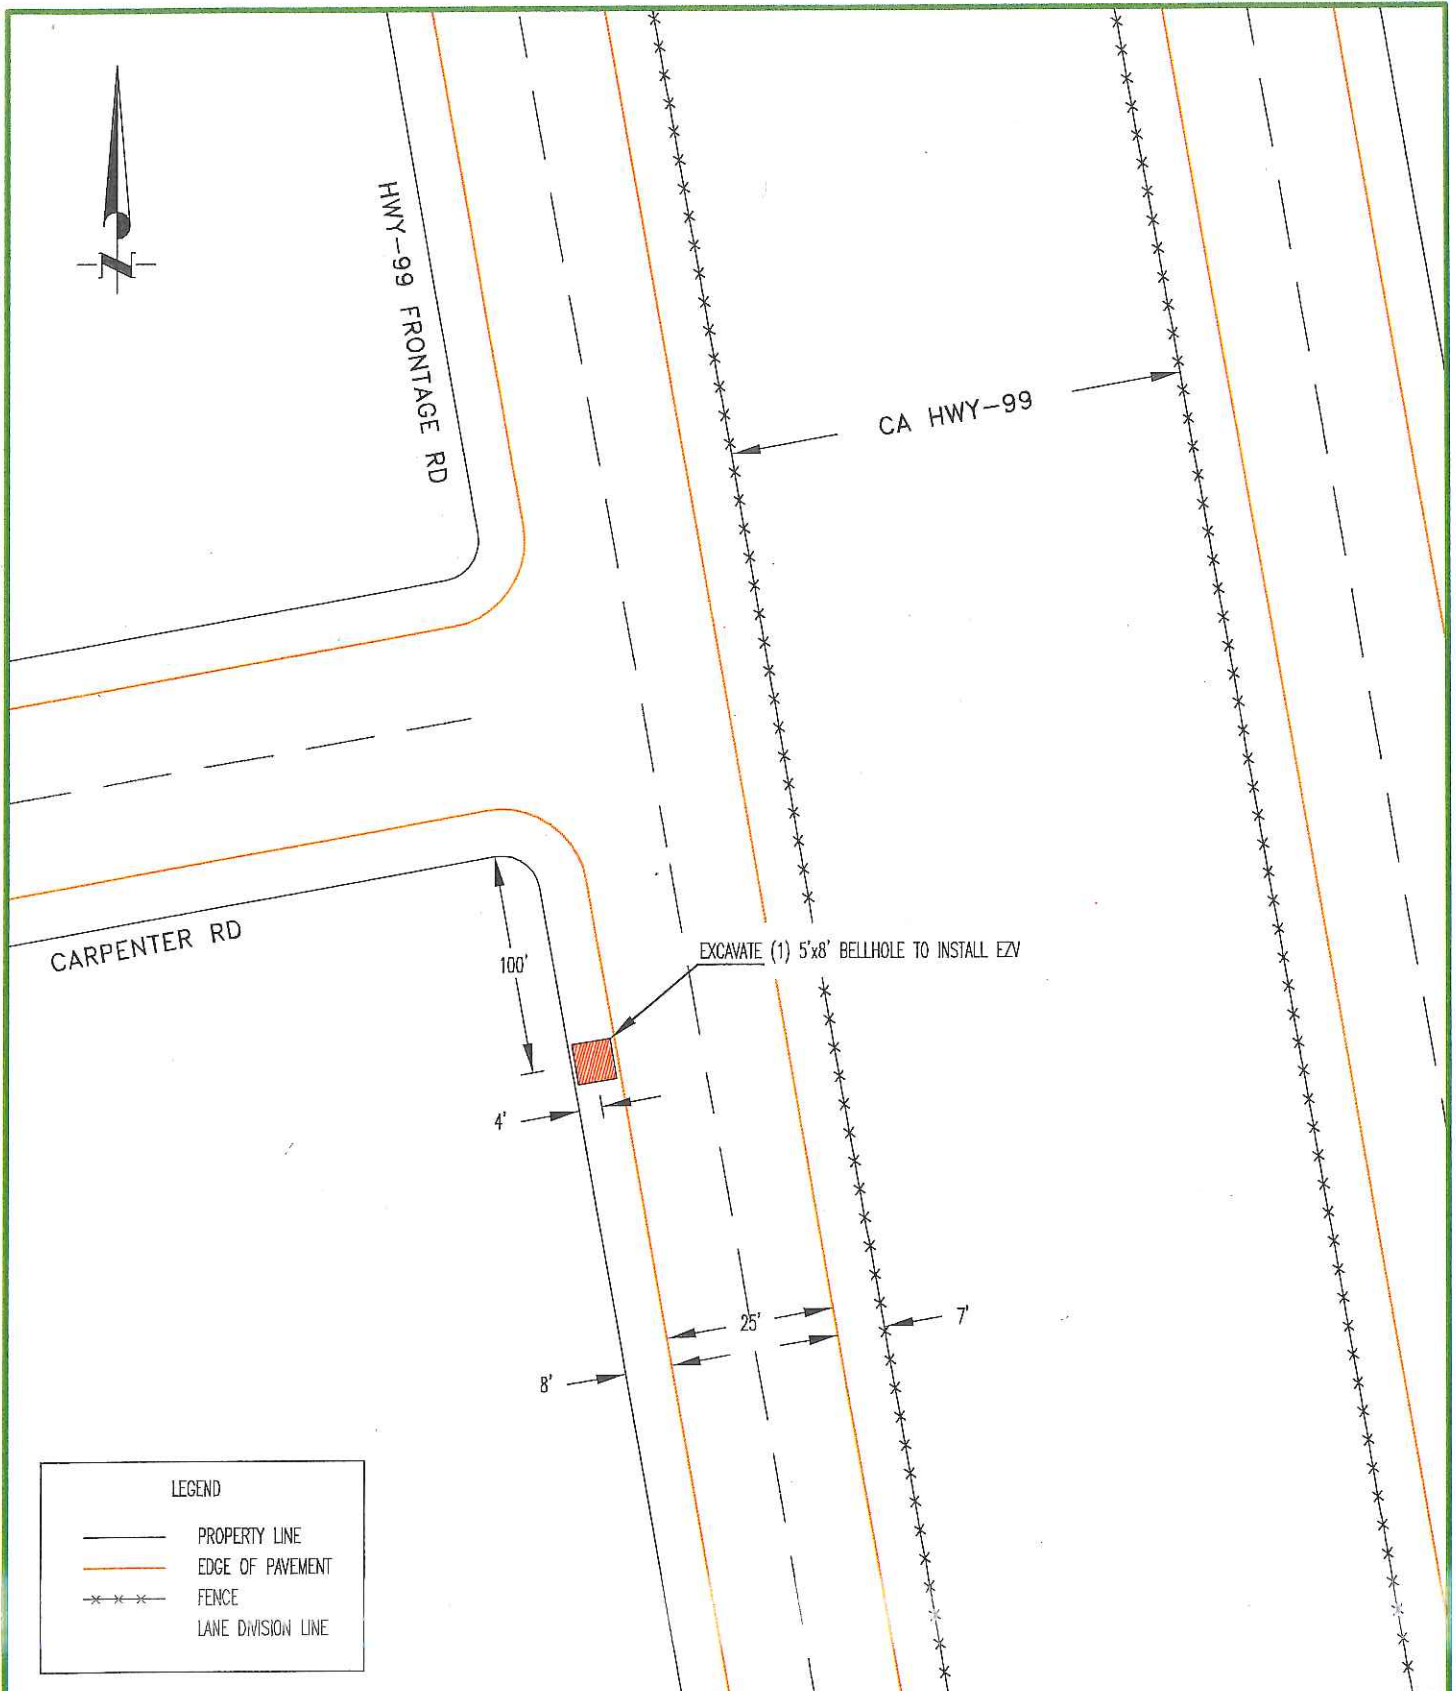 N
HWY-99 FRONTAGE RD
CA HWY-99
CARPENTER RD
100'
EXCAVATE (1) 5'x8' BELLHOLE TO INSTALL EZV
4'
25'
7'
8'
LEGEND
PROPERTY LINE
EDGE OF PAVEMENT
FENCE
LANE DIVISION LINE